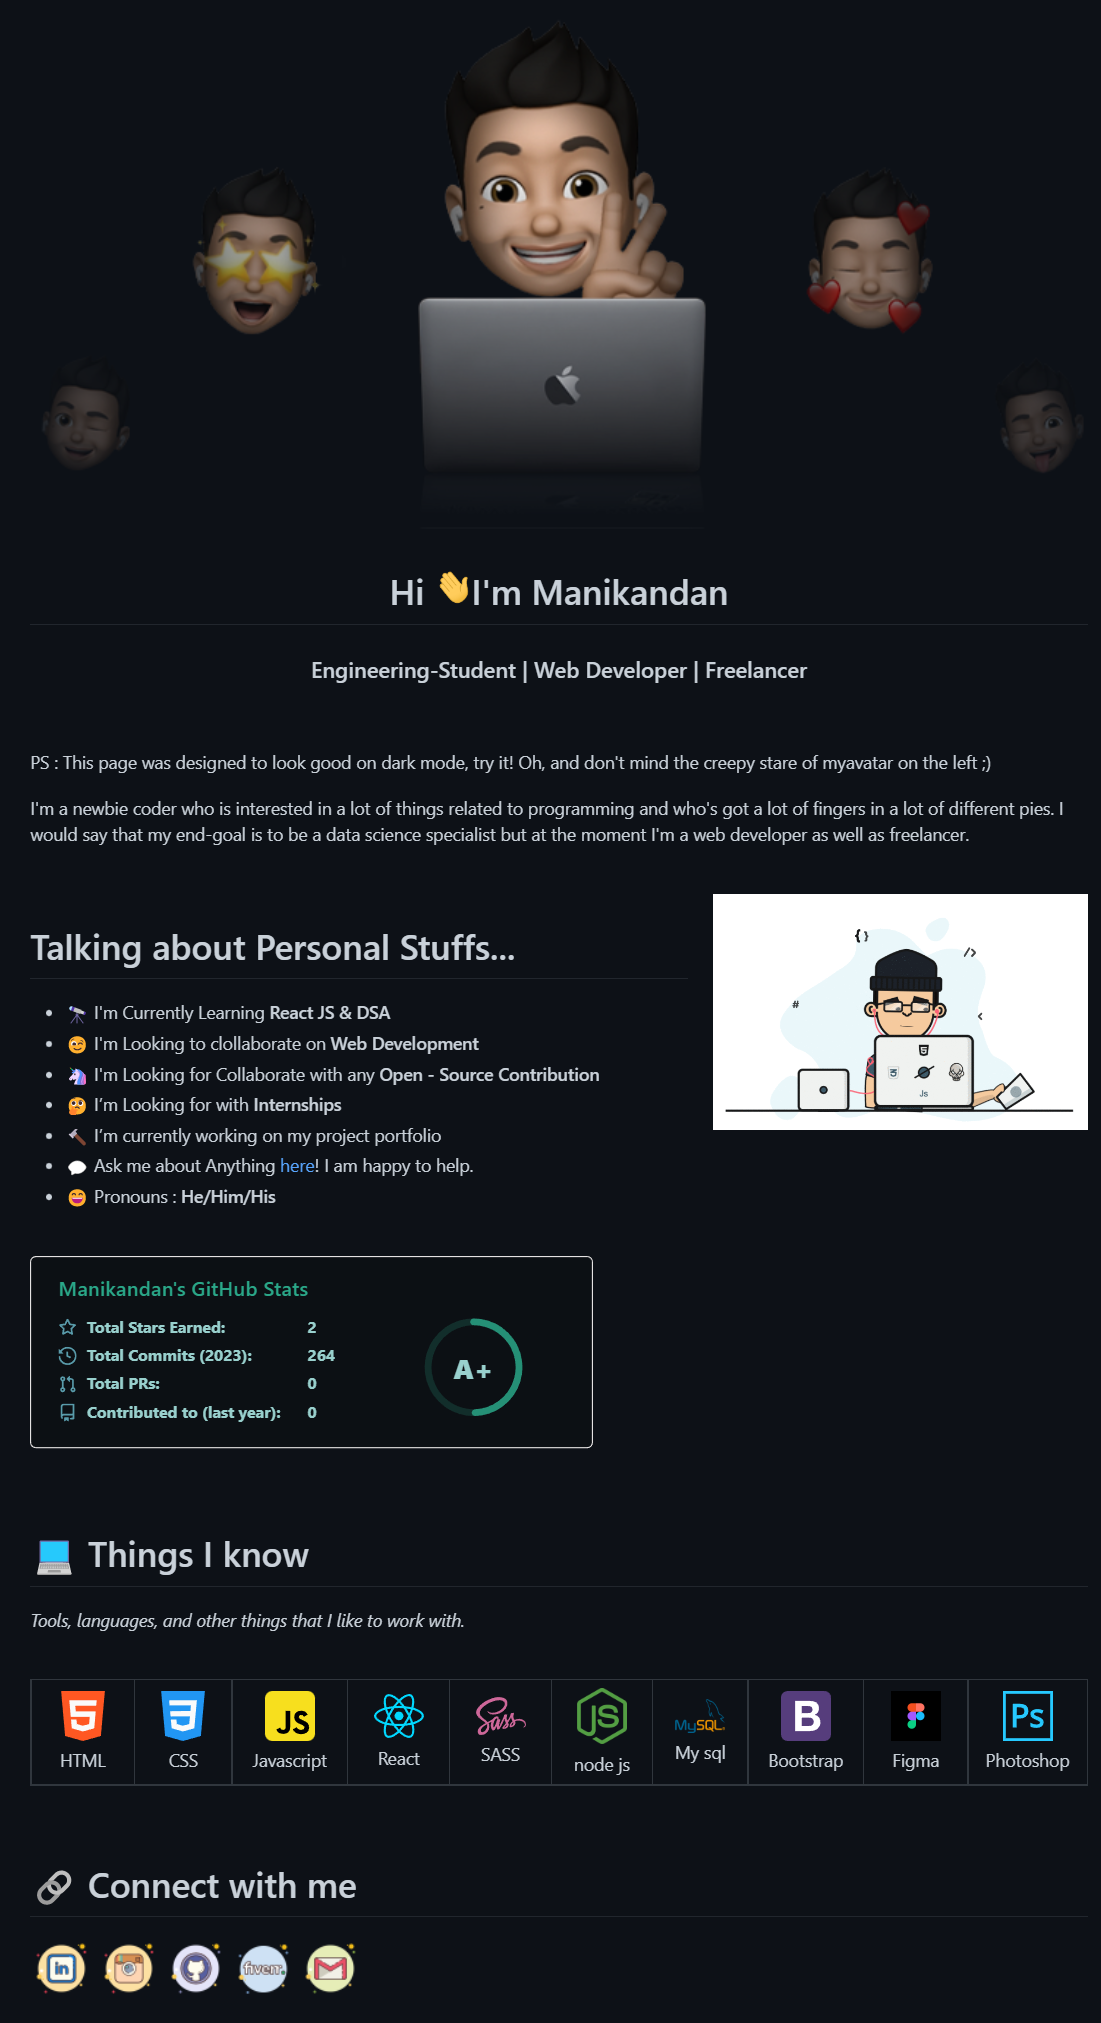 Hi 👋I'm Manikandan
Engineering-Student | Web Developer | Freelancer
PS : This page was designed to look good on dark mode, try it! Oh, and don't mind the creepy stare of myavatar on the left ;)
I'm a newbie coder who is interested in a lot of things related to programming and who's got a lot of fingers in a lot of different pies. I
would say that my end-goal is to be a data science specialist but at the moment I'm a web developer as well as freelancer.
Talking about Personal Stuffs...
{ }
/>
#
<
Js
• 🔭 I'm Currently Learning React JS & DSA
• 😊 I'm Looking to clollaborate on Web Development
• 🦄 I'm Looking for Collaborate with any Open - Source Contribution
• 🤔 I’m Looking for with Internships
• 🔨 I’m currently working on my project portfolio
• 💬 Ask me about Anything here! I am happy to help.
• 😄 Pronouns : He/Him/His
Manikandan's GitHub Stats
Total Stars Earned: 2
Total Commits (2023): 264
Total PRs: 0
Contributed to (last year): 0
A+
💻 Things I know
Tools, languages, and other things that I like to work with.
5 3 JS Sass JS MySQL B Ps
HTML CSS Javascript React SASS node js My sql Bootstrap Figma Photoshop
🔗 Connect with me
in fiverr.